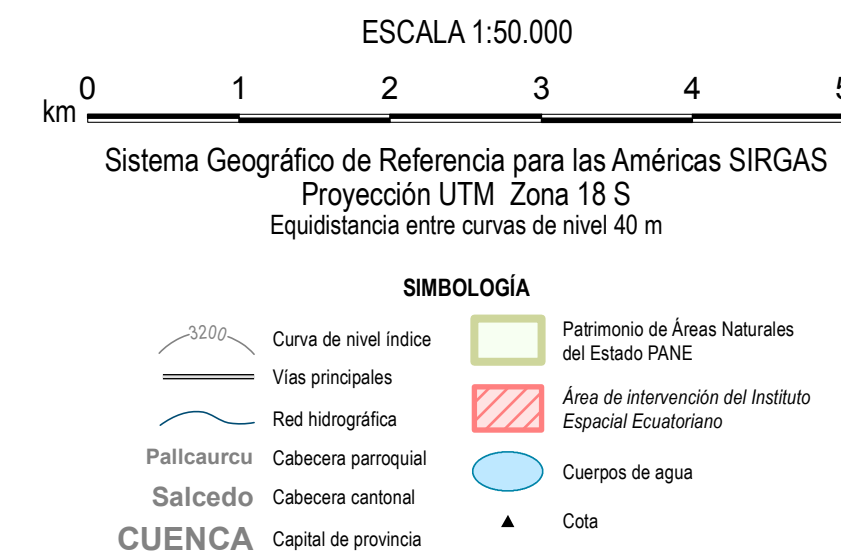 ESCALA 1:50.000
0 1 2 3 4 5
km
Sistema Geográfico de Referencia para las Américas SIRGAS
Proyección UTM Zona 18 S
Equidistancia entre curvas de nivel 40 m
SIMBOLOGÍA
3200 Curva de nivel índice
Vías principales
Red hidrográfica
Pallcaurcu Cabecera parroquial
Salcedo Cabecera cantonal
CUENCA Capital de provincia
Patrimonio de Áreas Naturales
del Estado PANE
Área de intervención del Instituto
Espacial Ecuatoriano
Cuerpos de agua
Cota